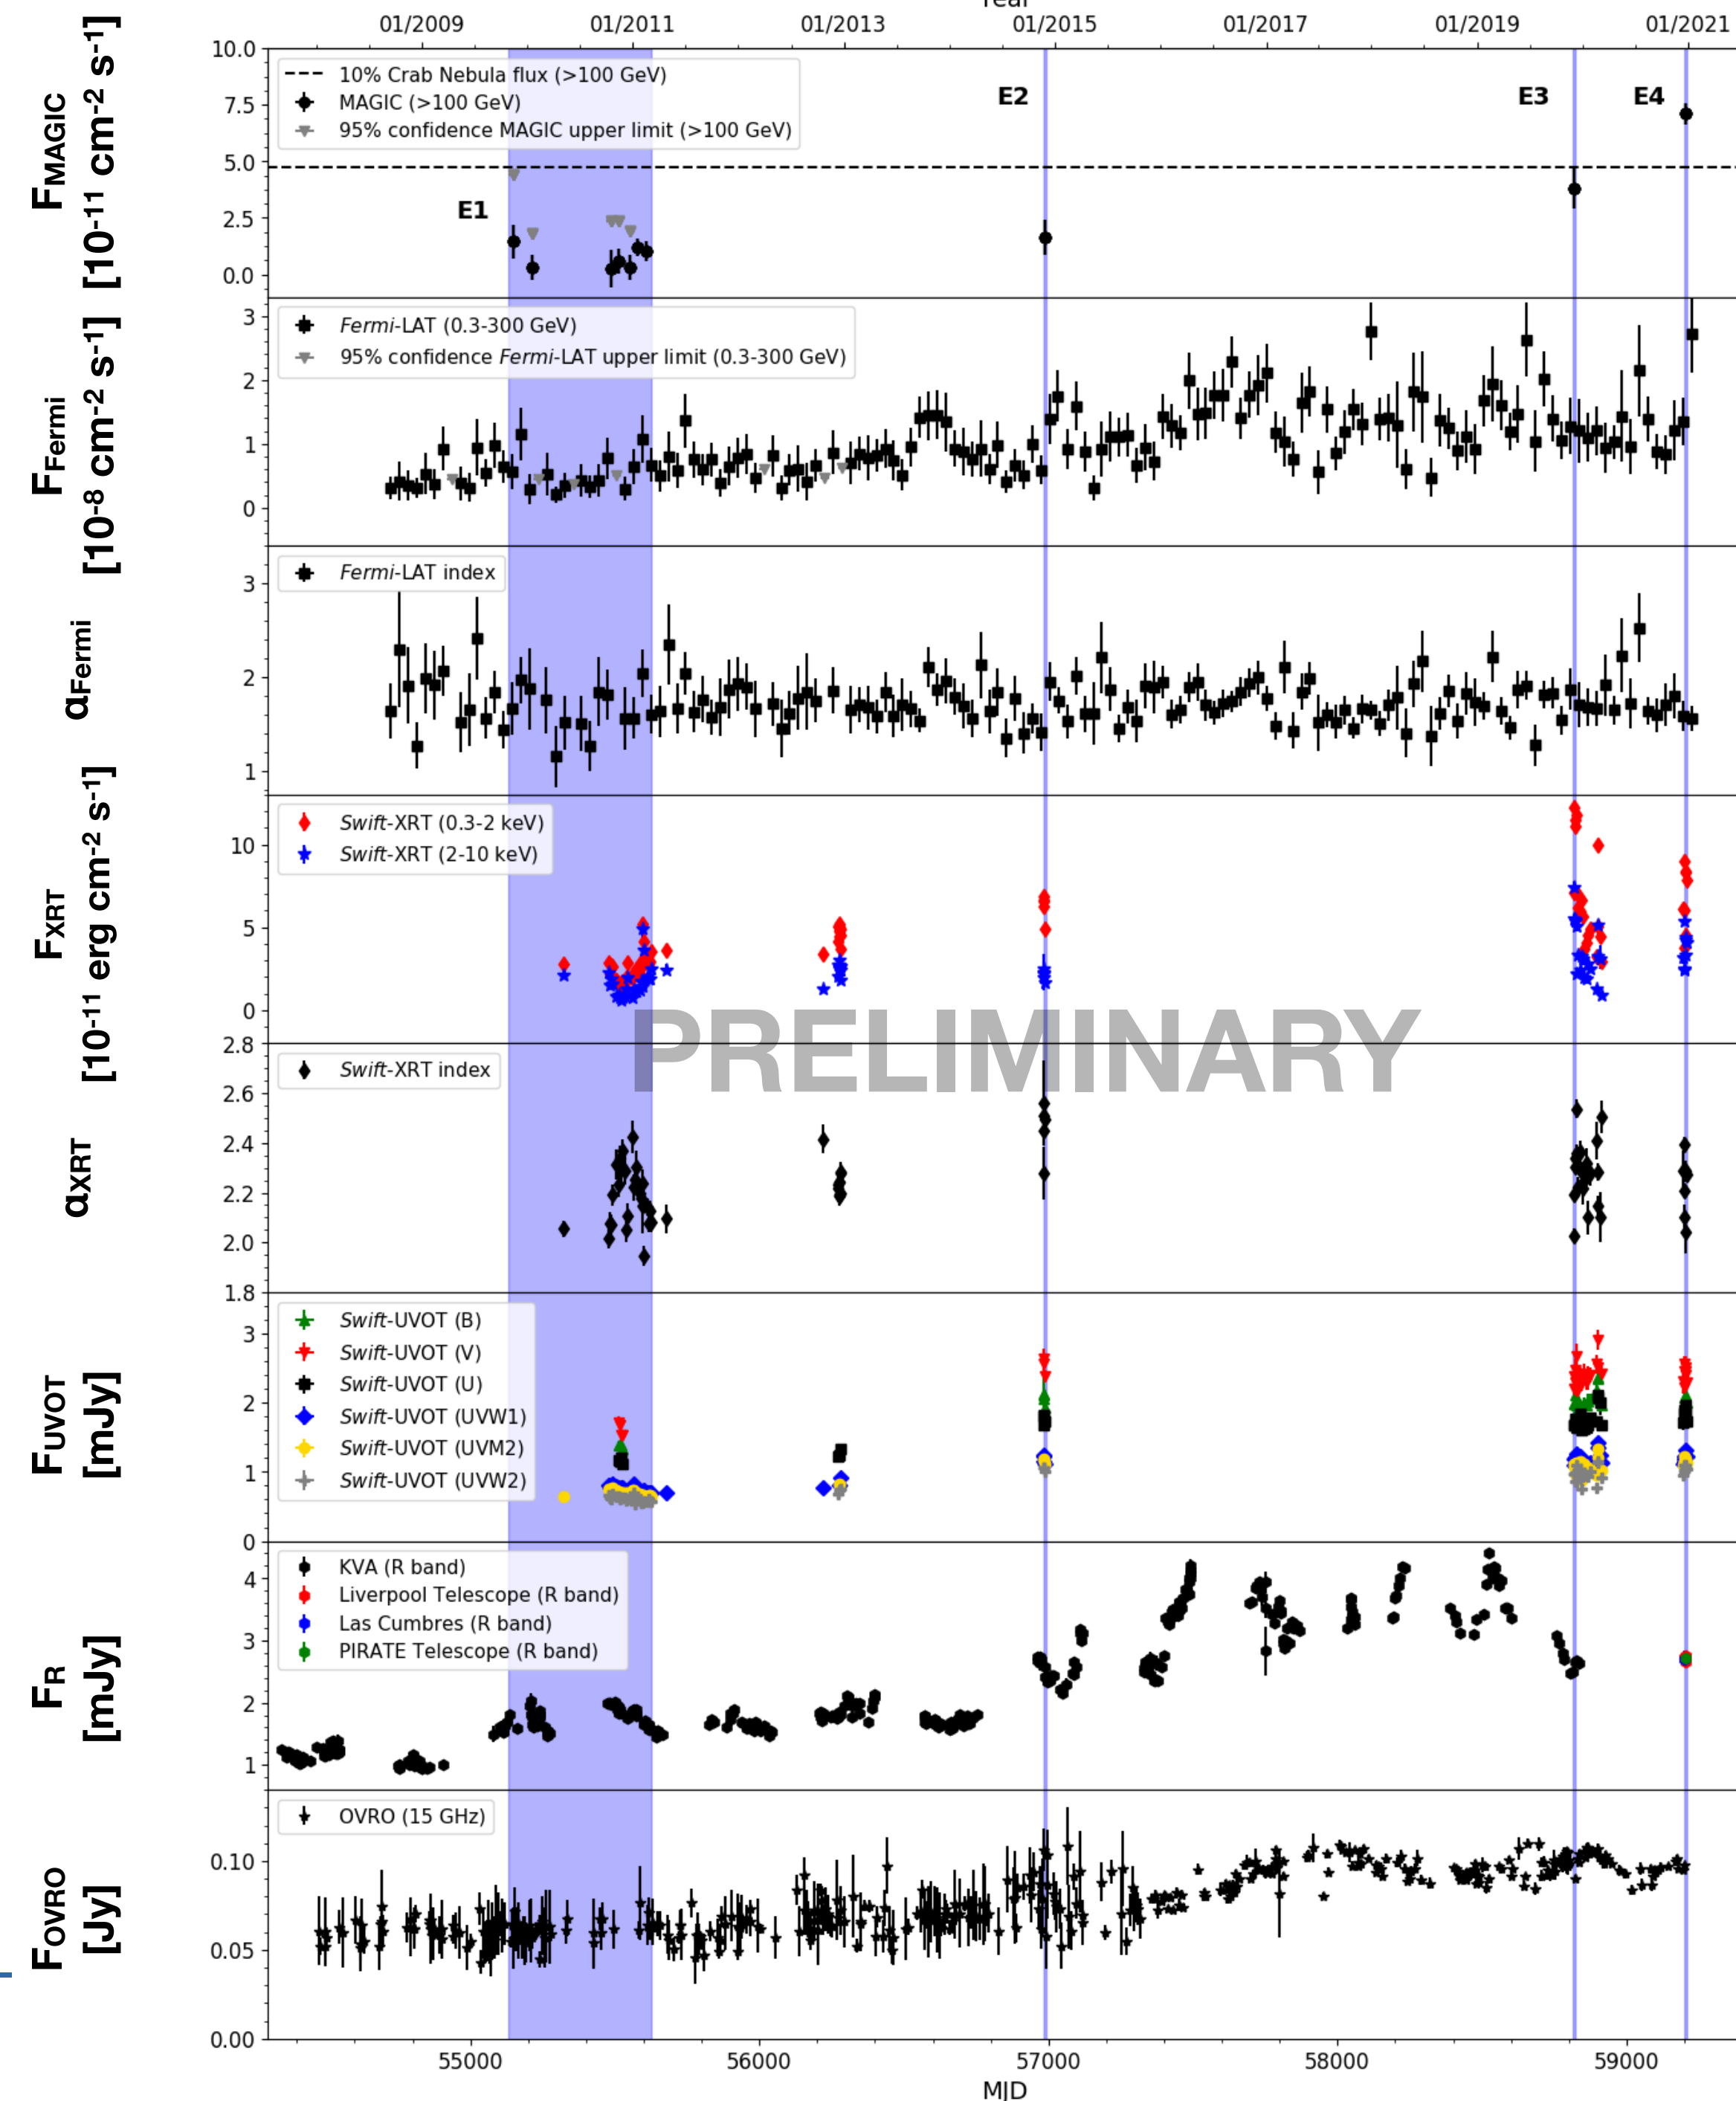 Year
01/2009 01/2011 01/2013 01/2015 01/2017 01/2019 01/2021
FMAGIC
[10-11 cm-2 s-1]
10.0
7.5
5.0
2.5
0.0
10% Crab Nebula flux (>100 GeV)
MAGIC (>100 GeV)
95% confidence MAGIC upper limit (>100 GeV)
E1
E2
E3
E4
FFermi
[10-8 cm-2 s-1]
3
2
1
0
Fermi-LAT (0.3-300 GeV)
95% confidence Fermi-LAT upper limit (0.3-300 GeV)
αFermi
3
2
1
Fermi-LAT index
FXRT
[10-11 erg cm-2 s-1]
10
5
0
Swift-XRT (0.3-2 keV)
Swift-XRT (2-10 keV)
PRELIMINARY
αXRT
2.8
2.6
2.4
2.2
2.0
1.8
Swift-XRT index
FUVOT
[mJy]
3
2
1
0
Swift-UVOT (B)
Swift-UVOT (V)
Swift-UVOT (U)
Swift-UVOT (UVW1)
Swift-UVOT (UVM2)
Swift-UVOT (UVW2)
FR
[mJy]
4
3
2
1
KVA (R band)
Liverpool Telescope (R band)
Las Cumbres (R band)
PIRATE Telescope (R band)
FOVRO
[Jy]
0.10
0.05
0.00
OVRO (15 GHz)
55000 56000 57000 58000 59000
MJD